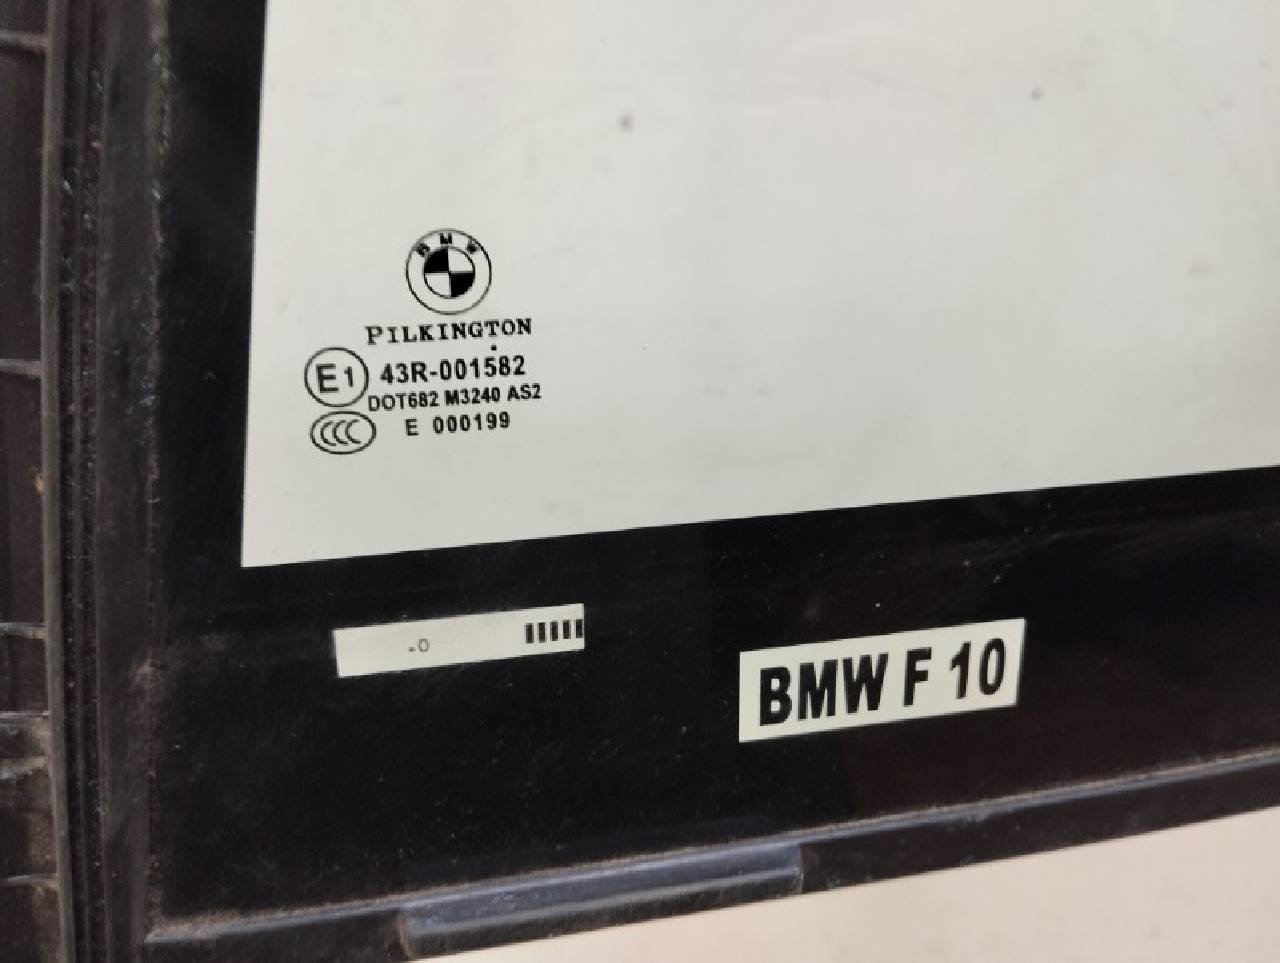 BMW
PILKINGTON
E1 43R-001582
DOT682 M3240 AS2
CCC E 000199
.0
BMW F 10